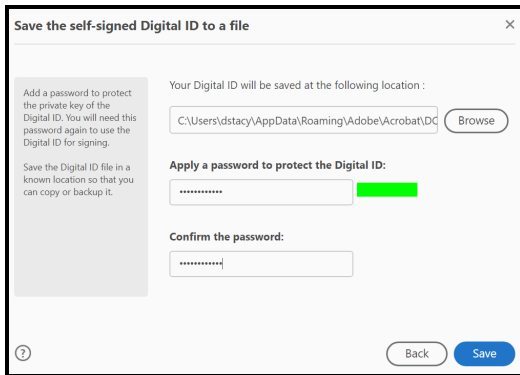 Save the self-signed Digital ID to a file
Add a password to protect
the private key of the
Digital ID. You will need this
password again to use the
Digital ID for signing.
Save the Digital ID file in a
known location so that you
can copy or backup it.
Your Digital ID will be saved at the following location :
C:\Users\dstacy\AppData\Roaming\Adobe\Acrobat\DC
Browse
Apply a password to protect the Digital ID:
••••••••••••
Confirm the password:
••••••••••••
?
Back
Save